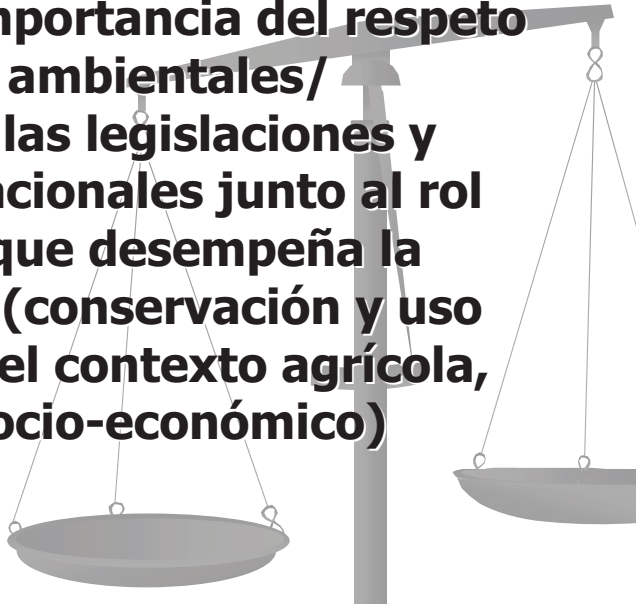 mportancia del respeto
ambientales/
las legislaciones y
acionales junto al rol
que desempeña la
(conservación y uso
el contexto agrícola,
ocio-económico)